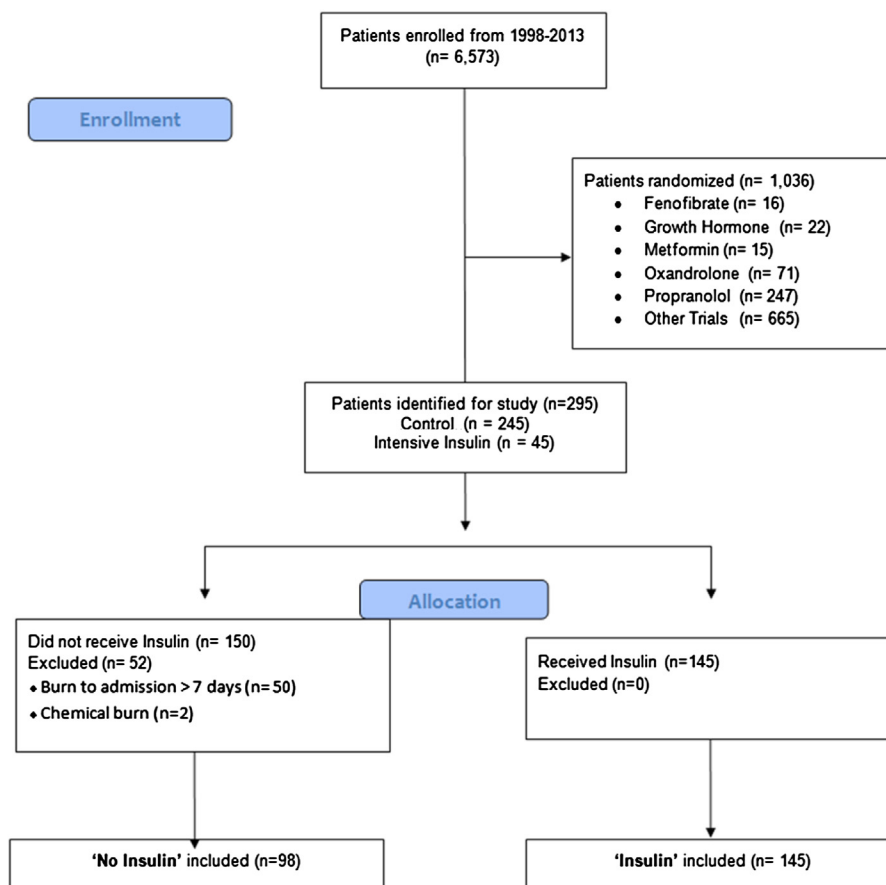 Patients enrolled from 1998-2013
(n= 6,573)
Enrollment
Patients randomized (n= 1,036)
• Fenofibrate (n= 16)
• Growth Hormone (n= 22)
• Metformin (n= 15)
• Oxandrolone (n= 71)
• Propranolol (n= 247)
• Other Trials (n= 665)
Patients identified for study (n=295)
Control (n = 245)
Intensive Insulin (n = 45)
Allocation
Did not receive Insulin (n= 150)
Excluded (n= 52)
⬥ Burn to admission > 7 days (n= 50)
⬥ Chemical burn (n=2)
Received Insulin (n=145)
Excluded (n=0)
‘No Insulin’ included (n=98)
‘Insulin’ included (n= 145)